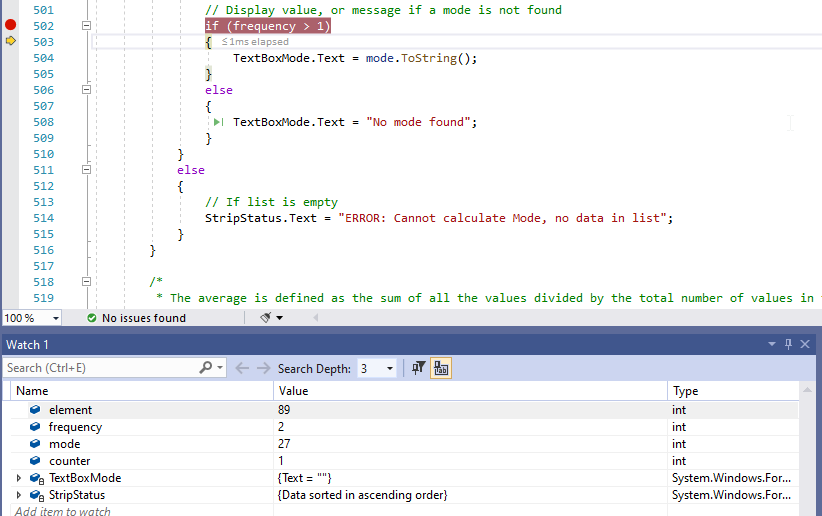 501 // Display value, or message if a mode is not found
502 if (frequency > 1)
503 { ≤1ms elapsed
504 TextBoxMode.Text = mode.ToString();
505 }
506 else
507 {
508 TextBoxMode.Text = "No mode found";
509 }
510 }
511 else
512 {
513 // If list is empty
514 StripStatus.Text = "ERROR: Cannot calculate Mode, no data in list";
515 }
516 }
517
518 /*
519 * The average is defined as the sum of all the values divided by the total number of values in
100 % No issues found
Watch 1
Search (Ctrl+E) Search Depth: 3
Name Value Type
element 89 int
frequency 2 int
mode 27 int
counter 1 int
TextBoxMode {Text = ""} System.Windows.For...
StripStatus {Data sorted in ascending order} System.Windows.For...
Add item to watch